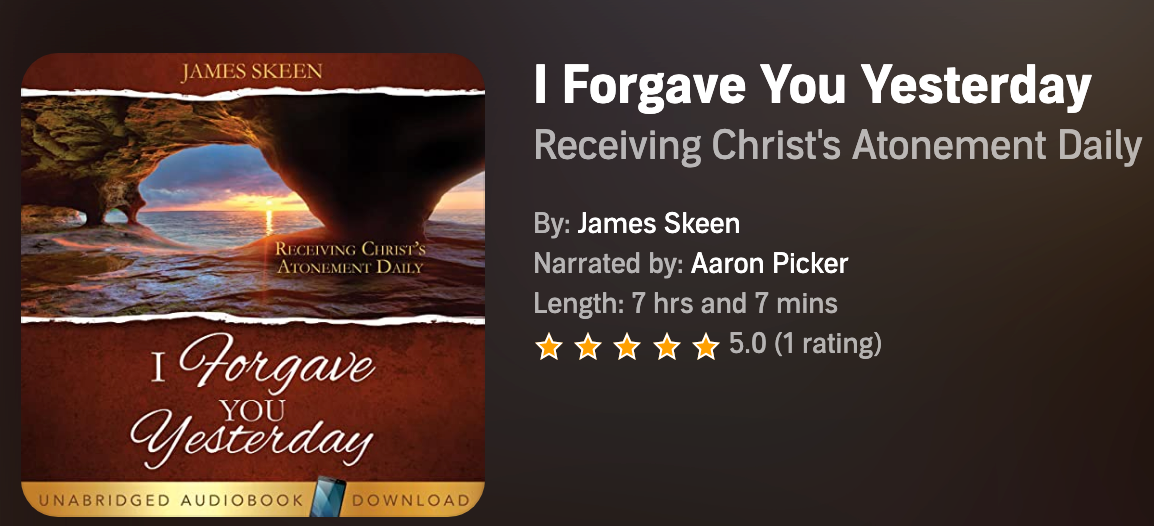 JAMES SKEEN
RECEIVING CHRIST'S
ATONEMENT DAILY
I Forgave
YOU
Yesterday
UNABRIDGED AUDIOBOOK DOWNLOAD
I Forgave You Yesterday
Receiving Christ's Atonement Daily
By: James Skeen
Narrated by: Aaron Picker
Length: 7 hrs and 7 mins
5.0 (1 rating)